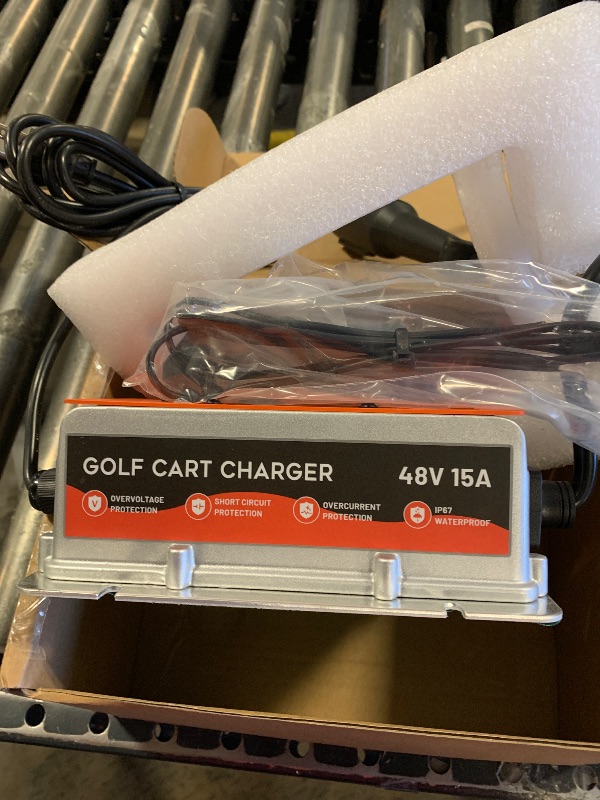 GOLF CART CHARGER 48V 15A
V OVERVOLTAGE PROTECTION
SHORT CIRCUIT PROTECTION
OVERCURRENT PROTECTION
IP67 WATERPROOF